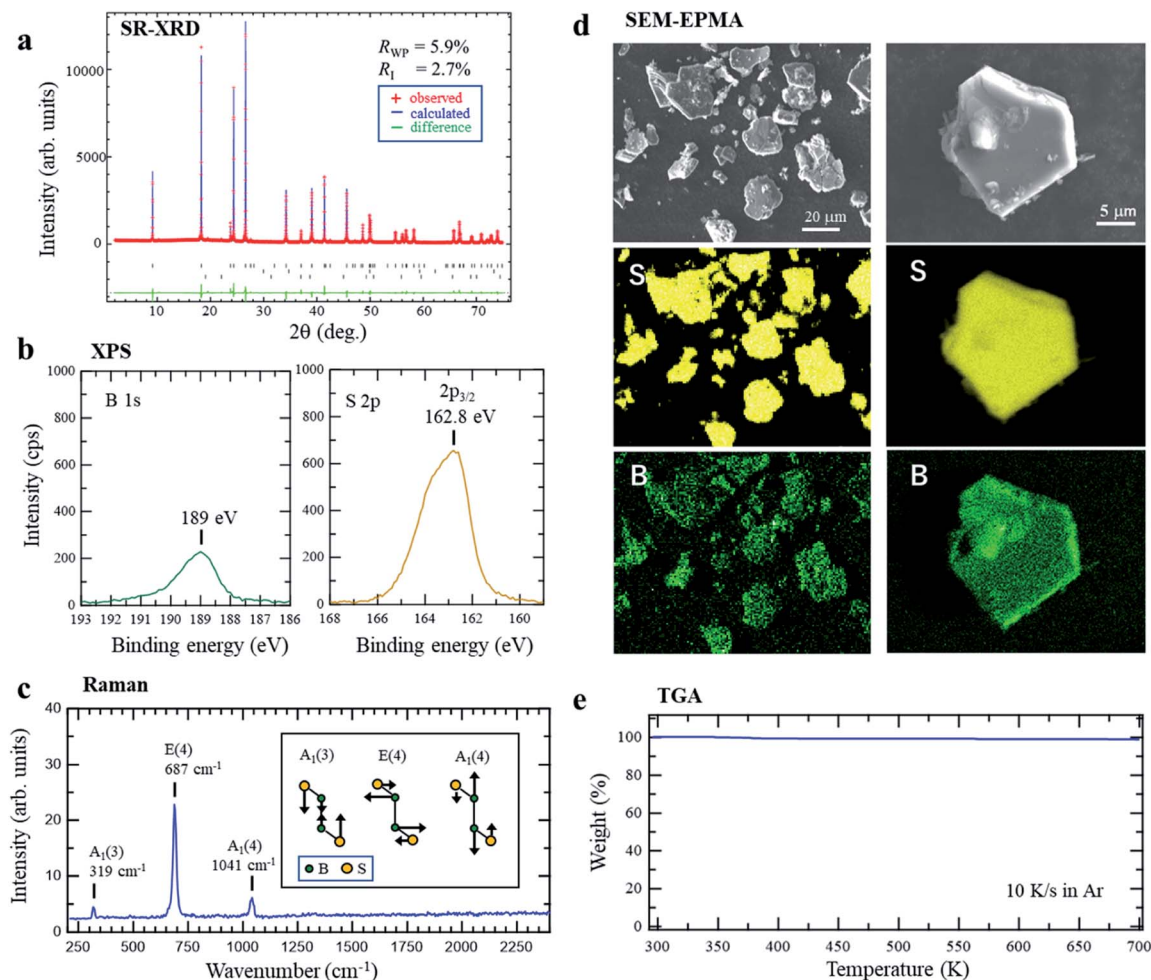 a
SR-XRD
R_WP = 5.9%
R_I = 2.7%
+ observed
— calculated
— difference
Intensity (arb. units)
10000
5000
0
10 20 30 40 50 60 70
2θ (deg.)
b
XPS
B 1s
189 eV
Intensity (cps)
1000
800
600
400
200
0
193 192 191 190 189 188 187 186
Binding energy (eV)
S 2p
2p3/2
162.8 eV
1000
800
600
400
200
0
168 166 164 162 160
Binding energy (eV)
c
Raman
Intensity (arb. units)
40
30
20
10
0
E(4)
687 cm⁻¹
A₁(3)
319 cm⁻¹
A₁(4)
1041 cm⁻¹
A₁(3) E(4) A₁(4)
B S
250 500 750 1000 1250 1500 1750 2000 2250
Wavenumber (cm⁻¹)
d
SEM-EPMA
20 μm
5 μm
S
S
B
B
e
TGA
Weight (%)
100
80
60
40
20
0
10 K/s in Ar
300 350 400 450 500 550 600 650 700
Temperature (K)